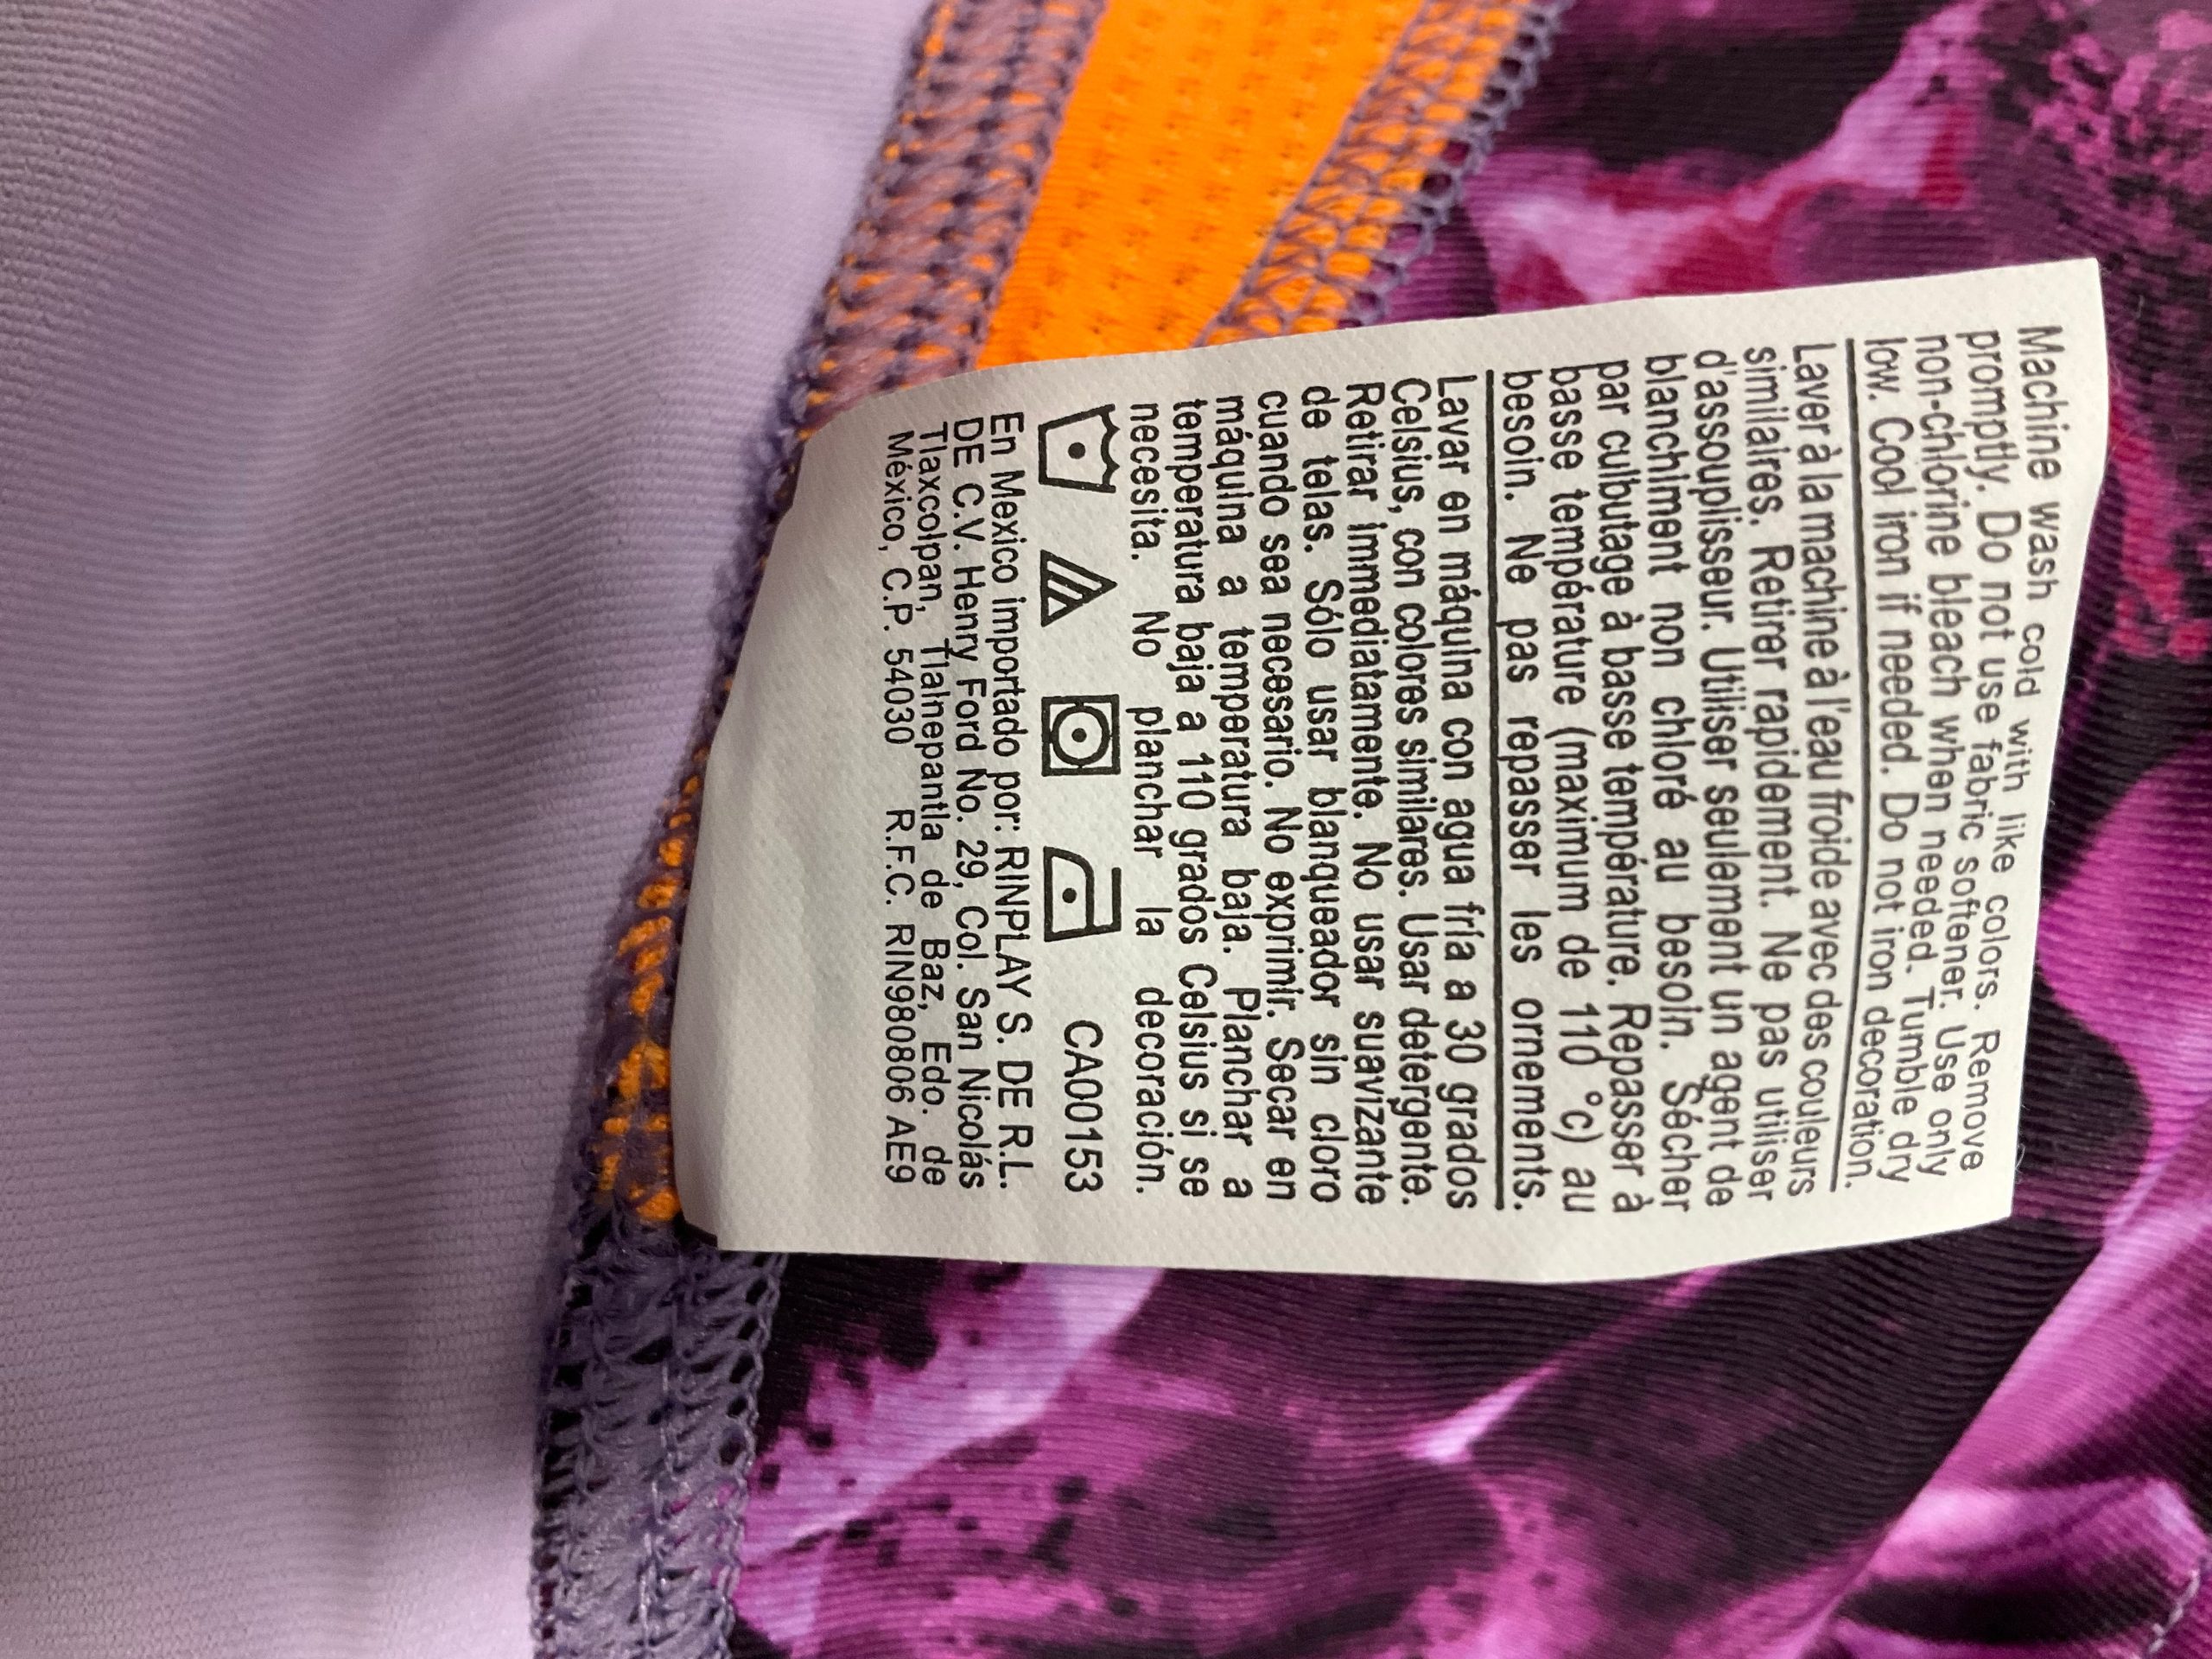 Machine wash cold with like colors. Remove
promptly. Do not use fabric softener. Use only
non-chlorine bleach when needed. Tumble dry
low. Cool iron if needed. Do not iron decoration.
Laver à la machine à l'eau froide avec des couleurs
similaires. Retirer rapidement. Ne pas utiliser
d'assouplisseur. Utiliser seulement un agent de
blanchiment non chloré au besoin. Sécher
par culbutage à basse température. Repasser à
basse température (maximum de 110 °c) au
besoin. Ne pas repasser les ornements.
Lavar en máquina con agua fría a 30 grados
Celsius, con colores similares. Usar detergente.
Retirar immediatamente. No usar suavizante
de telas. Sólo usar blanqueador sin cloro
cuando sea necesario. No exprimir. Secar en
máquina a temperatura baja. Planchar a
temperatura baja a 110 grados Celsius si se
necesita. No planchar la decoración.
CA00153
En Mexico importado por: RINPLAY S. DE R.L.
DE C.V. Henry Ford No. 29, Col. San Nicolás
Tlaxcolpan, Tlalnepantla de Baz, Edo. de
México, C.P. 54030 R.F.C. RIN980806 AE9